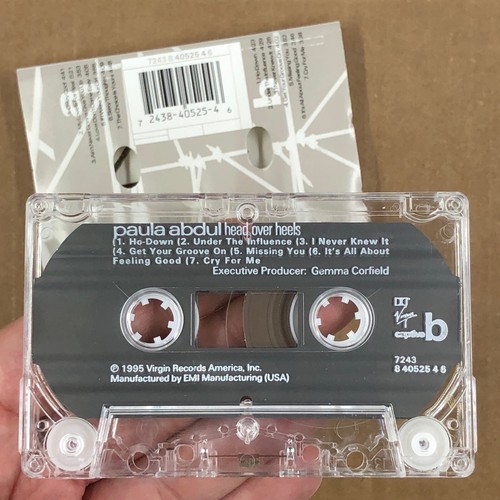 7243 8 40525 4 6
7 2438-40525-4 6
paula abdul head over heels
(1. Ho-Down (2. Under The Influence (3. I Never Knew It
(4. Get Your Groove On (5. Missing You (6. It's All About
Feeling Good (7. Cry For Me
Executive Producer: Gemma Corfield
Virgin
captive b
7243
8 40525 4 6
℗ 1995 Virgin Records America, Inc.
Manufactured by EMI Manufacturing (USA)